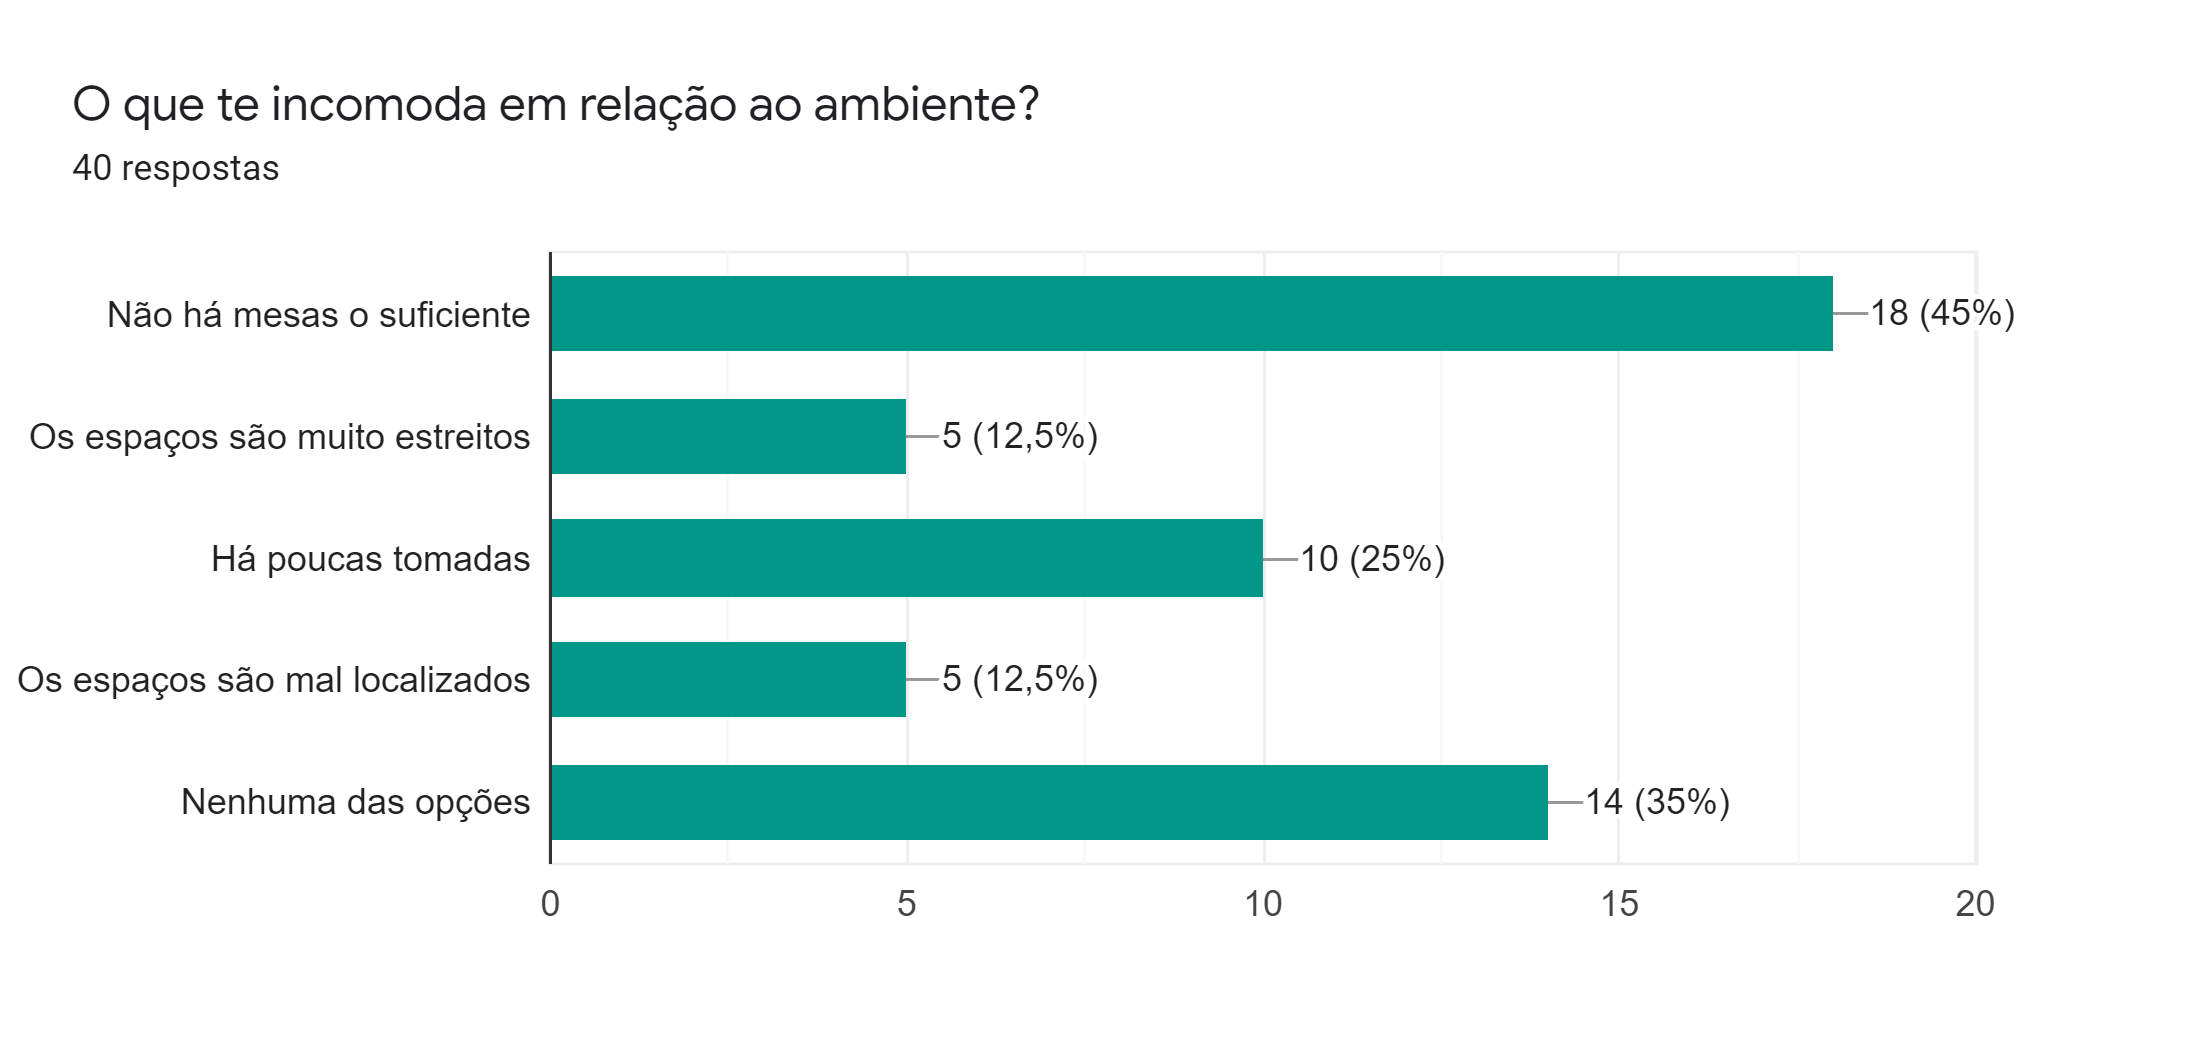 O que te incomoda em relação ao ambiente?
40 respostas
Não há mesas o suficiente
18 (45%)
Os espaços são muito estreitos
5 (12,5%)
Há poucas tomadas
10 (25%)
Os espaços são mal localizados
5 (12,5%)
Nenhuma das opções
14 (35%)
0 5 10 15 20